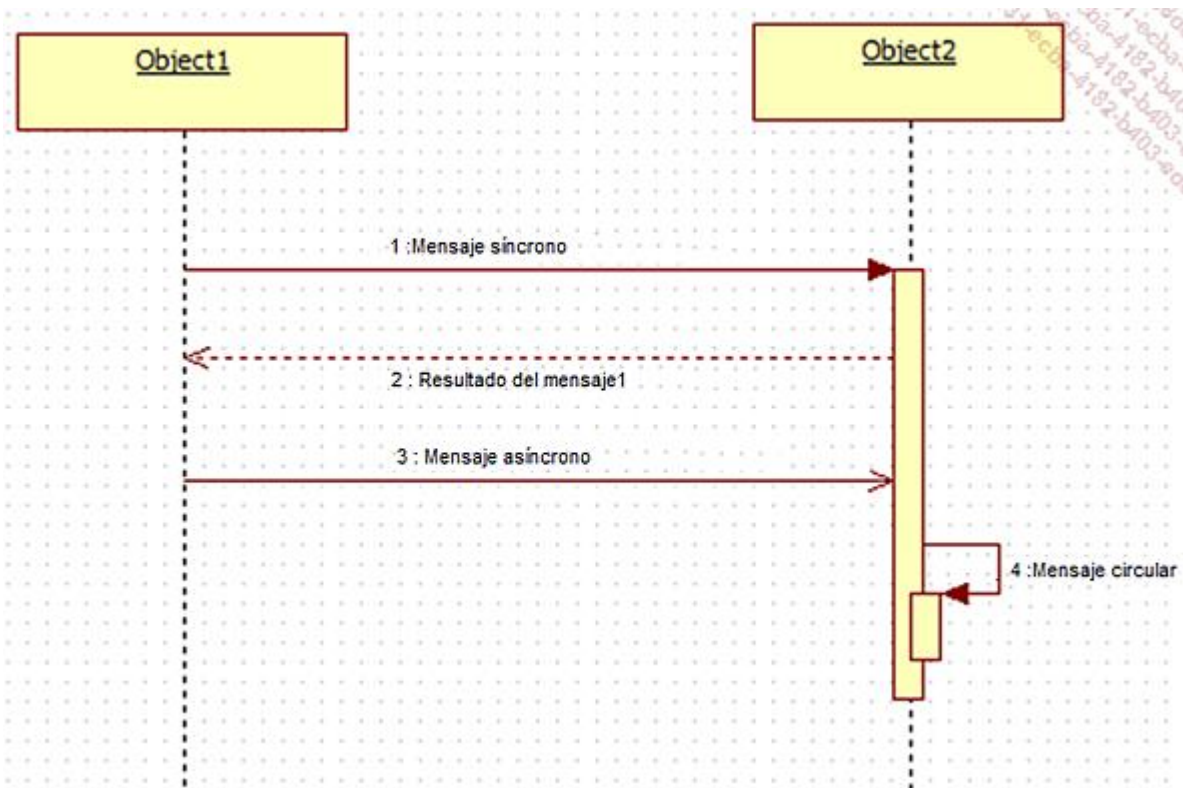 Object1
Object2
1 :Mensaje síncrono
2 : Resultado del mensaje1
3 : Mensaje asíncrono
4 :Mensaje circular